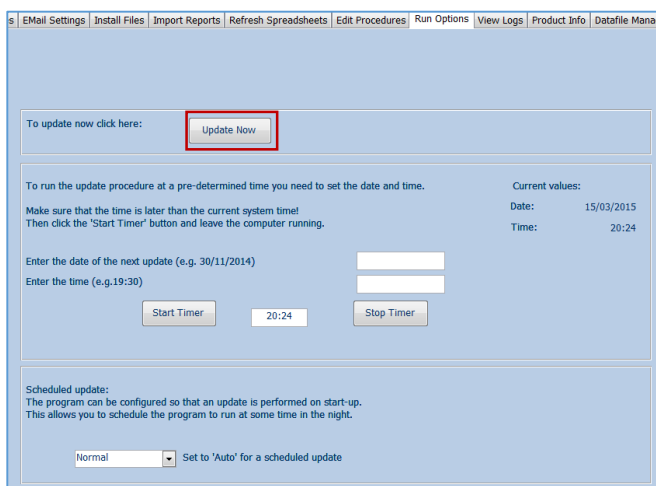 s EMail Settings Install Files Import Reports Refresh Spreadsheets Edit Procedures Run Options View Logs Product Info Datafile Mana
To update now click here: Update Now
To run the update procedure at a pre-determined time you need to set the date and time.
Make sure that the time is later than the current system time!
Then click the 'Start Timer' button and leave the computer running.
Current values:
Date: 15/03/2015
Time: 20:24
Enter the date of the next update (e.g. 30/11/2014)
Enter the time (e.g.19:30)
Start Timer 20:24 Stop Timer
Scheduled update:
The program can be configured so that an update is performed on start-up.
This allows you to schedule the program to run at some time in the night.
Normal Set to 'Auto' for a scheduled update